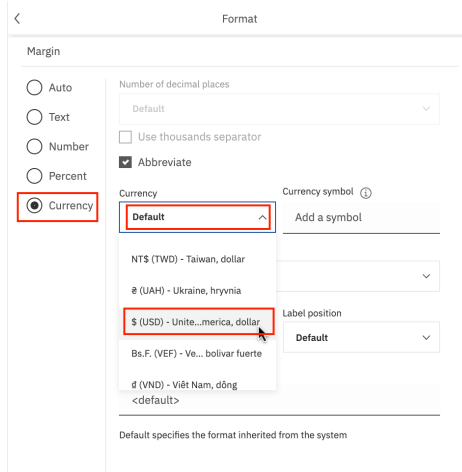 Format
Margin
Auto
Text
Number
Percent
Currency
Number of decimal places
Default
Use thousands separator
Abbreviate
Currency
Default
Currency symbol
Add a symbol
NT$ (TWD) - Taiwan, dollar
₴ (UAH) - Ukraine, hryvnia
$ (USD) - Unite...merica, dollar
Bs.F. (VEF) - Ve... bolivar fuerte
₫ (VND) - Viêt Nam, dông
Label position
Default
<default>
Default specifies the format inherited from the system